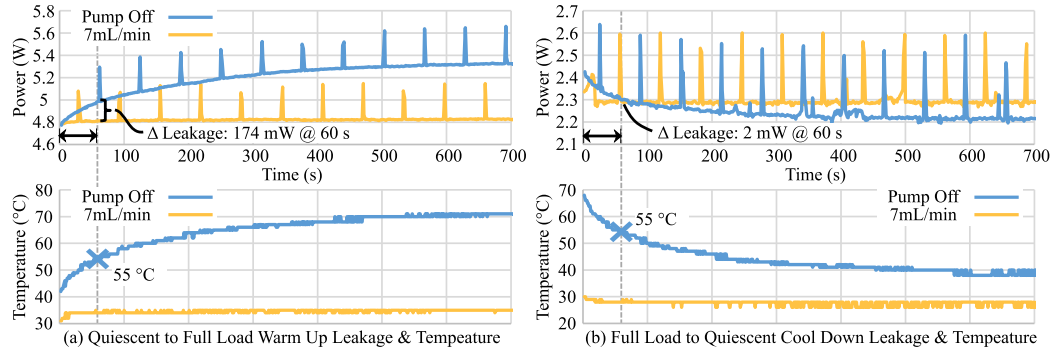 5.8
5.6
5.4
5.2
5
4.8
4.6
Power (W)
Pump Off
7mL/min
Δ Leakage: 174 mW @ 60 s
0 100 200 300 400 500 600 700
Time (s)
2.7
2.6
2.5
2.4
2.3
2.2
2.1
Power (W)
Pump Off
7mL/min
Δ Leakage: 2 mW @ 60 s
0 100 200 300 400 500 600 700
Time (s)
80
70
60
50
40
30
Temperature (°C)
Pump Off
7mL/min
55 °C
(a) Quiescent to Full Load Warm Up Leakage & Tempeature
70
60
50
40
30
20
Temperature (°C)
Pump Off
7mL/min
55 °C
(b) Full Load to Quiescent Cool Down Leakage & Tempeature